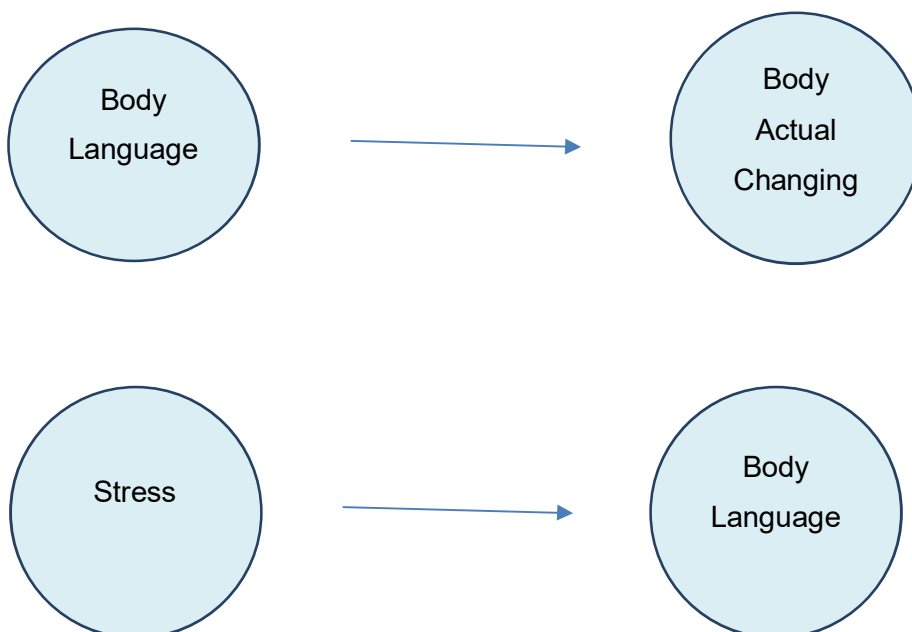 Body
Language
Body
Actual
Changing
Stress
Body
Language